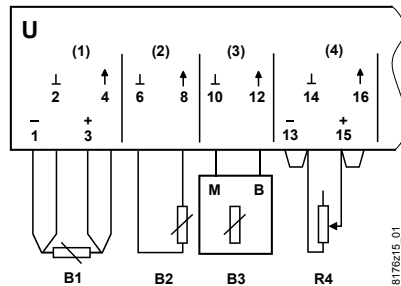 U
(1) (2) (3) (4)
⊥ ↑ ⊥ ↑ ⊥ ↑ ⊥ ↑
2 4 6 8 10 12 14 16
− + − +
1 3 13 15
M B
B1 B2 B3 R4
8176z15_01